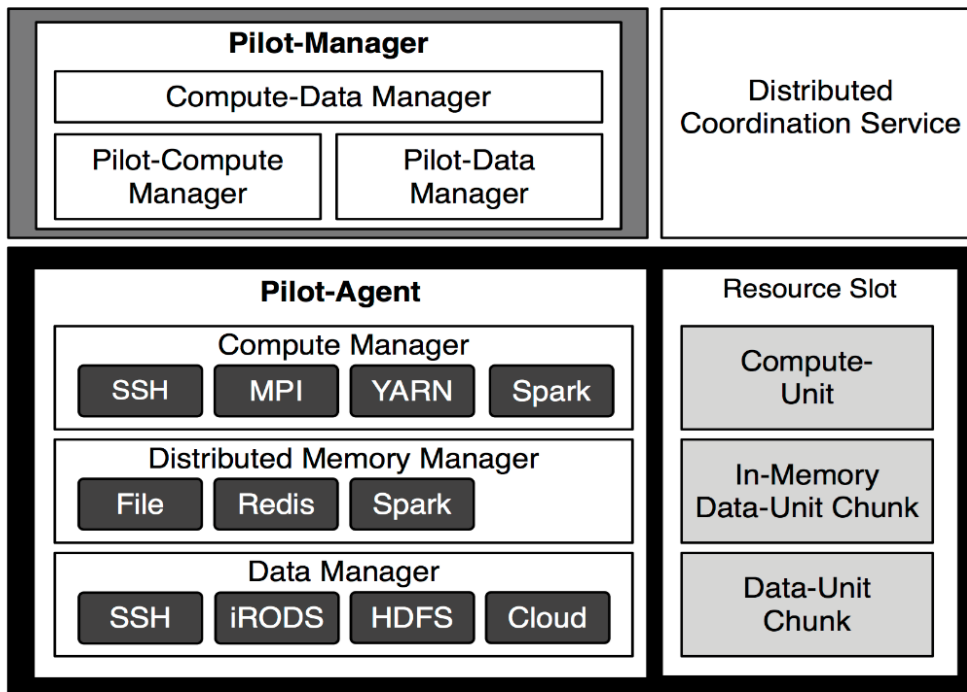 Pilot-Manager
Compute-Data Manager
Pilot-Compute
Manager
Pilot-Data
Manager
Distributed
Coordination Service
Pilot-Agent
Compute Manager
SSH MPI YARN Spark
Distributed Memory Manager
File Redis Spark
Data Manager
SSH iRODS HDFS Cloud
Resource Slot
Compute-
Unit
In-Memory
Data-Unit Chunk
Data-Unit
Chunk